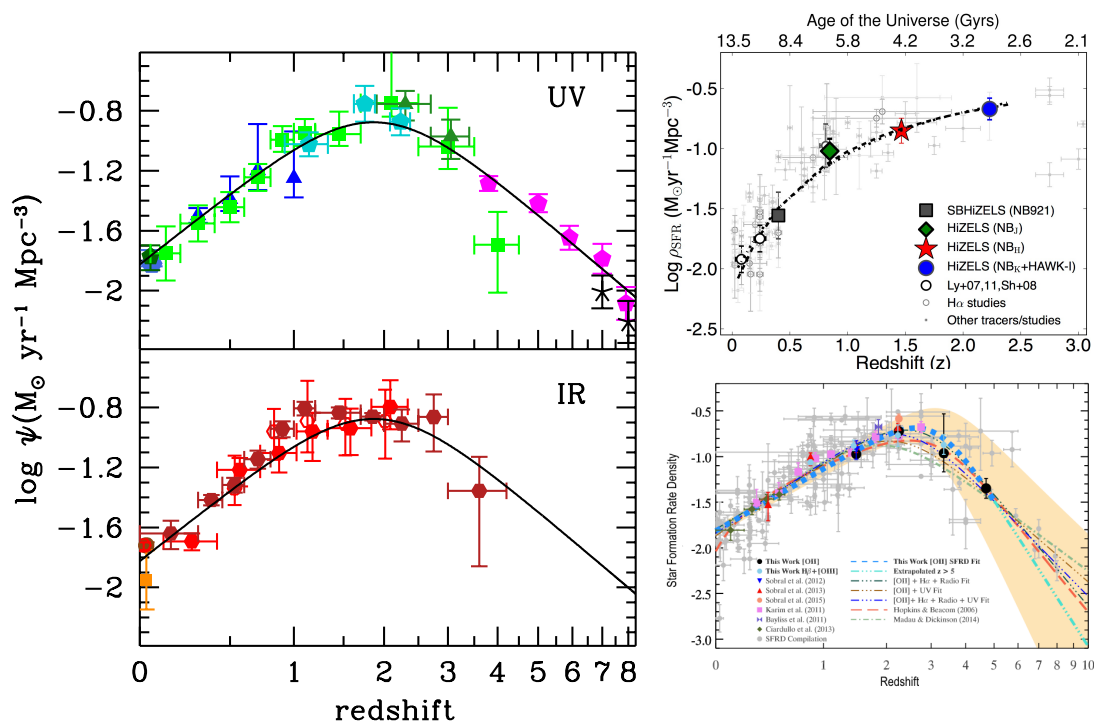 UV
−0.8
−1.2
−1.6
−2
IR
−0.8
−1.2
−1.6
−2
0 1 2 3 4 5 6 7 8
redshift
log ψ(M☉ yr−1 Mpc−3)
Age of the Universe (Gyrs)
13.5 8.4 5.8 4.2 3.2 2.6 2.1
−0.5
−1.0
−1.5
−2.0
−2.5
Log ρSFR (M⊙yr−1Mpc−3)
SBHiZELS (NB921)
HiZELS (NBJ)
HiZELS (NBH)
HiZELS (NBK+HAWK-I)
Ly+07,11,Sh+08
Hα studies
Other tracers/studies
0.0 0.5 1.0 1.5 2.0 2.5 3.0
Redshift (z)
-0.5
-1.0
-1.5
-2.0
-2.5
-3.0
Star Formation Rate Density
This Work [OII]
This Work Hβ+[OIII]
Sobral et al. (2012)
Sobral et al. (2013)
Sobral et al. (2015)
Karim et al. (2011)
Bayliss et al. (2011)
Ciardullo et al. (2013)
SFRD Compilation
This Work [OII] SFRD Fit
Extrapolated z > 5
[OII] + Hα + Radio Fit
[OII] + UV Fit
[OII]+ Hα + Radio + UV Fit
Hopkins & Beacom (2006)
Madau & Dickinson (2014)
0 1 2 3 4 5 6 7 8 9 10
Redshift